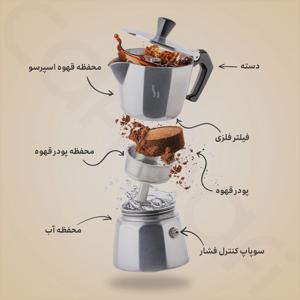 دسته
محفظه قهوه اسپرسو
فیلتر فلزی
محفظه پودر قهوه
پودر قهوه
محفظه آب
سوپاپ کنترل فشار